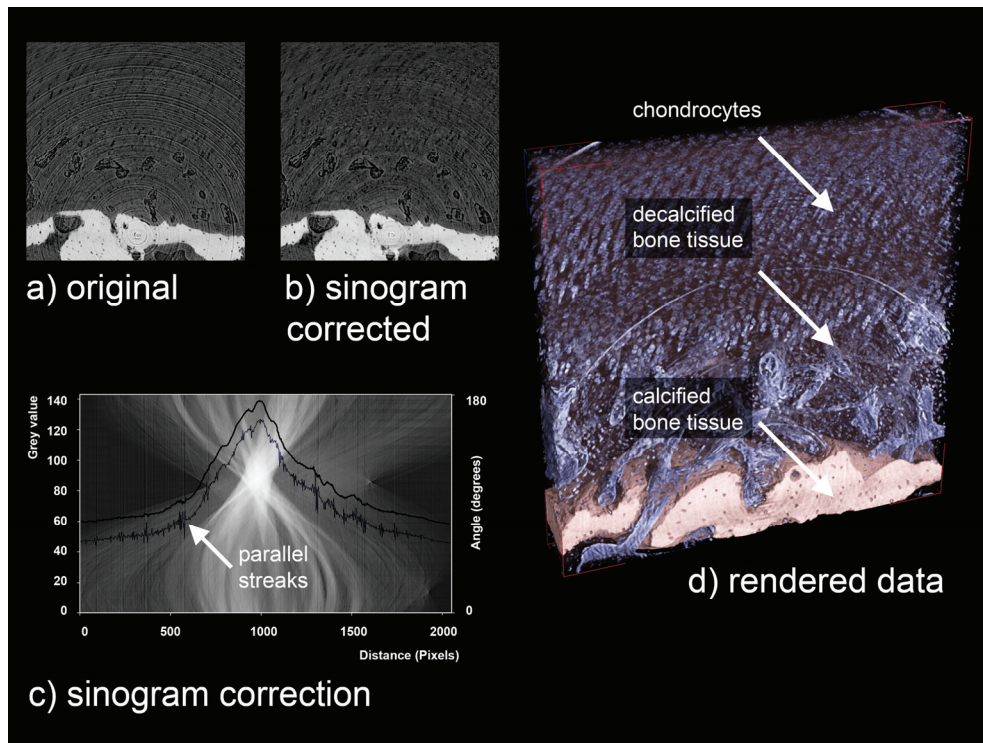 a) original
b) sinogram
corrected
Grey value
140
120
100
80
60
40
20
0
0
500
1000
1500
2000
Distance (Pixels)
180
0
Angle (degrees)
parallel
streaks
c) sinogram correction
chondrocytes
decalcified
bone tissue
calcified
bone tissue
d) rendered data